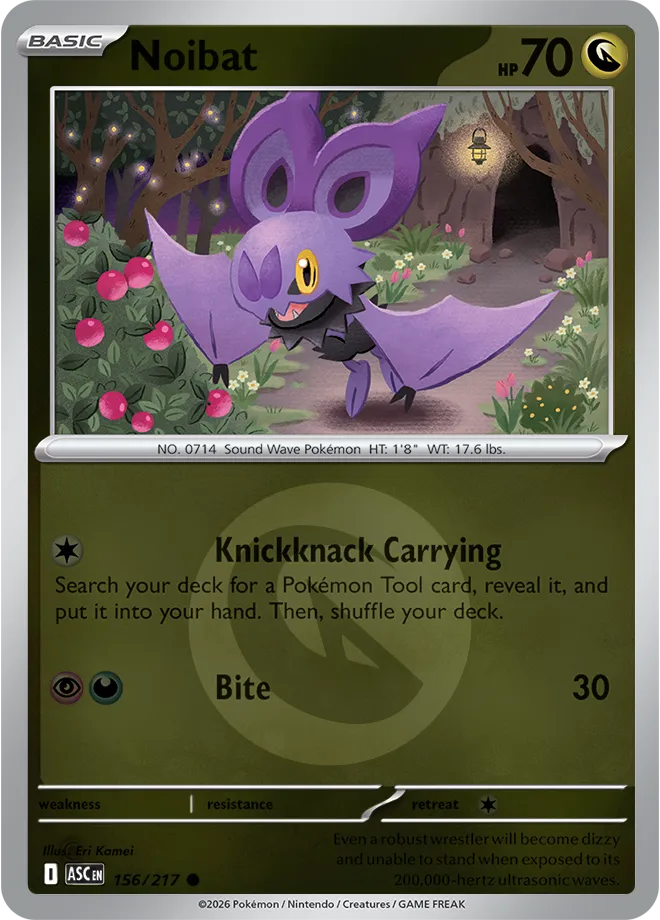 BASIC
Noibat
HP 70
NO. 0714 Sound Wave Pokémon HT: 1'8" WT: 17.6 lbs.
Knickknack Carrying
Search your deck for a Pokémon Tool card, reveal it, and
put it into your hand. Then, shuffle your deck.
Bite 30
weakness resistance retreat
Illus. Eri Kamei
Even a robust wrestler will become dizzy
and unable to stand when exposed to its
200,000-hertz ultrasonic waves.
ASC EN 156/217
©2026 Pokémon / Nintendo / Creatures / GAME FREAK